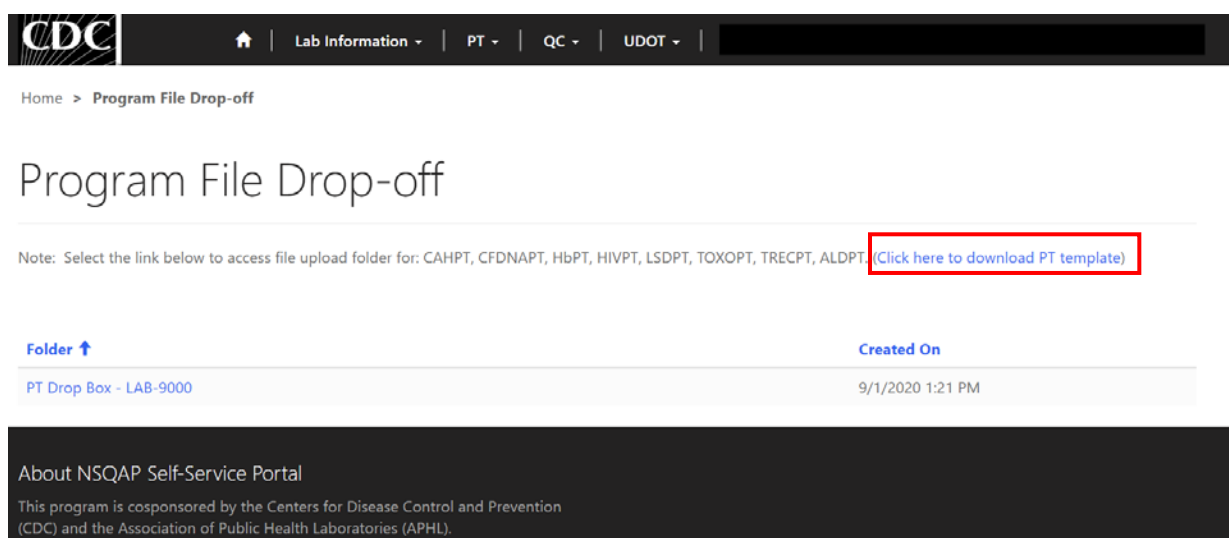 CDC
Lab Information
PT
QC
UDOT
Home > Program File Drop-off
Program File Drop-off
Note: Select the link below to access file upload folder for: CAHPT, CFDNAPT, HbPT, HIVPT, LSDPT, TOXOPT, TRECPT, ALDPT. (Click here to download PT template)
Folder Created On
PT Drop Box - LAB-9000 9/1/2020 1:21 PM
About NSQAP Self-Service Portal
This program is cosponsored by the Centers for Disease Control and Prevention
(CDC) and the Association of Public Health Laboratories (APHL).